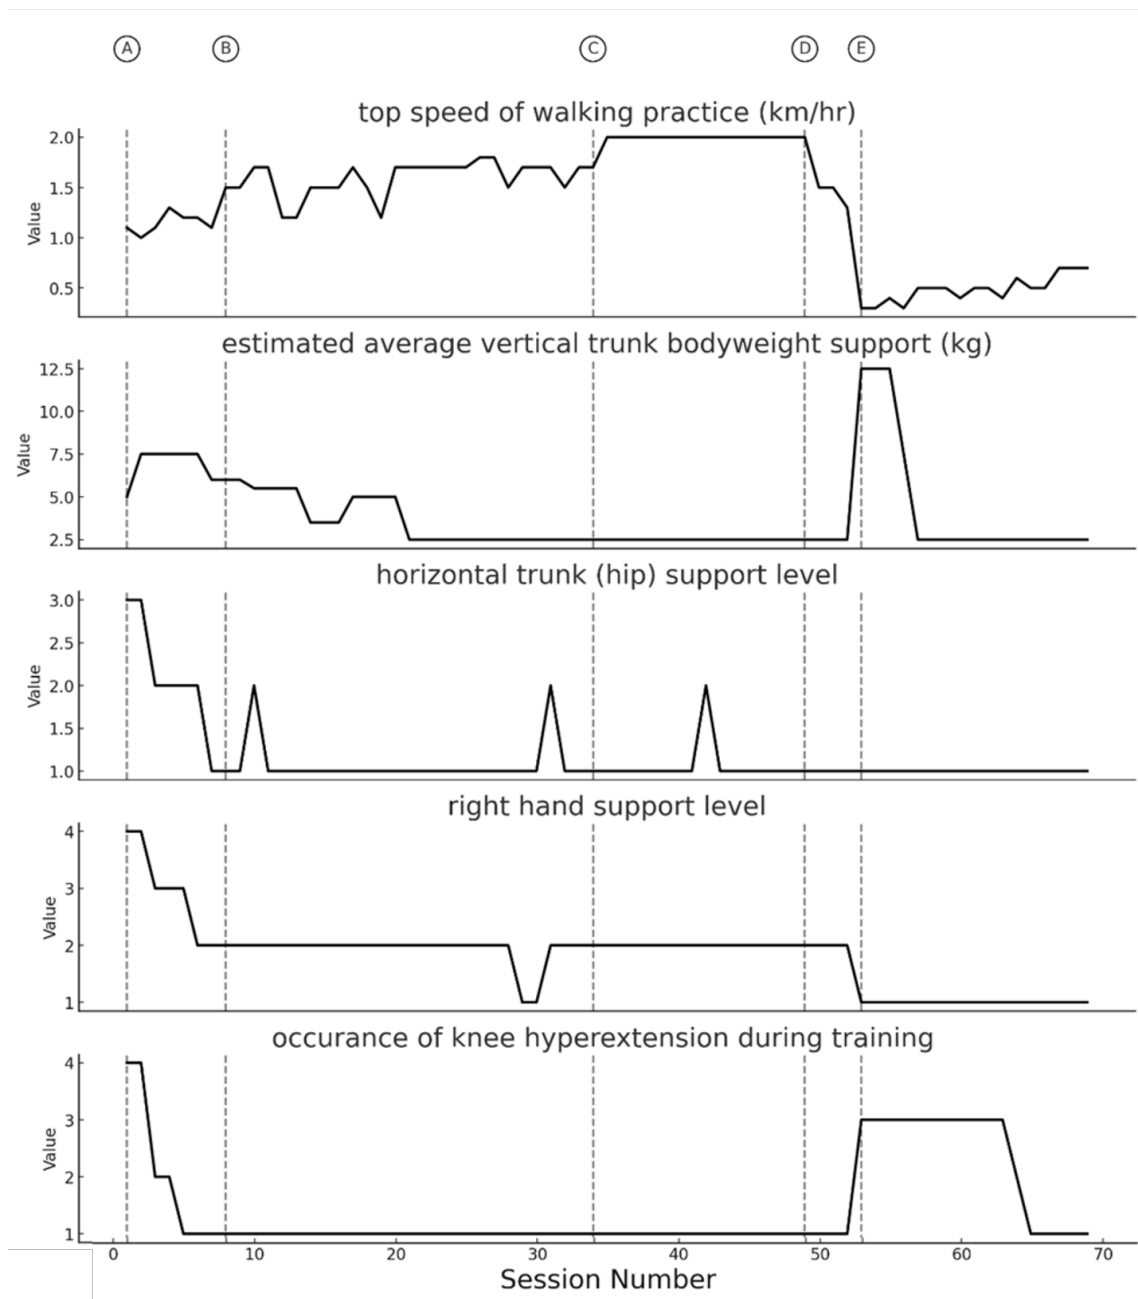 A B C D E
top speed of walking practice (km/hr)
2.0
1.5
1.0
0.5
Value
estimated average vertical trunk bodyweight support (kg)
12.5
10.0
7.5
5.0
2.5
Value
horizontal trunk (hip) support level
3.0
2.5
2.0
1.5
1.0
Value
right hand support level
4
3
2
1
Value
occurance of knee hyperextension during training
4
3
2
1
Value
0 10 20 30 40 50 60 70
Session Number